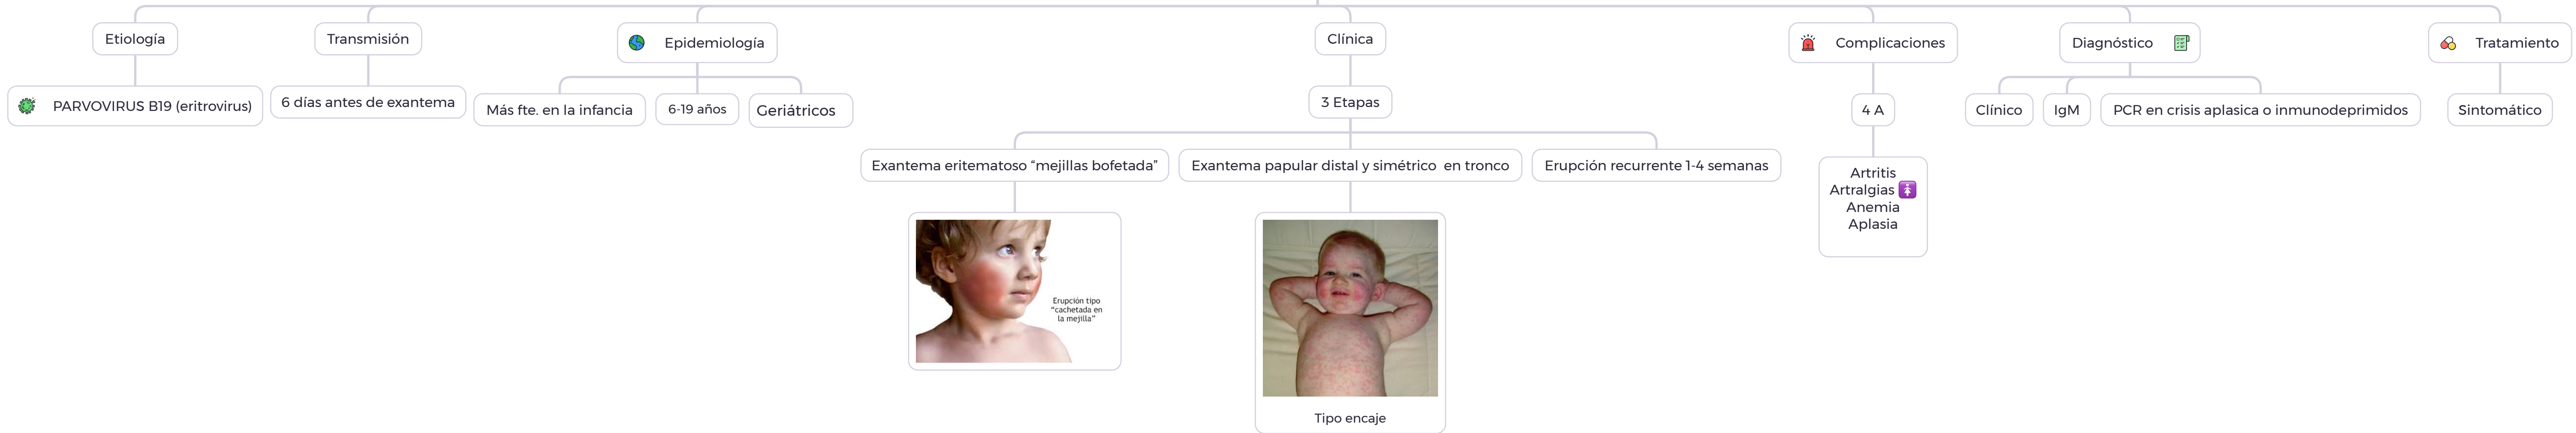 Etiología
Transmisión
Epidemiología
Clínica
Complicaciones
Diagnóstico
Tratamiento
PARVOVIRUS B19 (eritrovirus)
6 días antes de exantema
Más fte. en la infancia
6-19 años
Geriátricos
3 Etapas
4 A
Clínico
IgM
PCR en crisis aplasica o inmunodeprimidos
Sintomático
Exantema eritematoso “mejillas bofetada”
Exantema papular distal y simétrico en tronco
Erupción recurrente 1-4 semanas
Artritis
Artralgias
Anemia
Aplasia
Erupción tipo
“cachetada en
la mejilla”
Tipo encaje